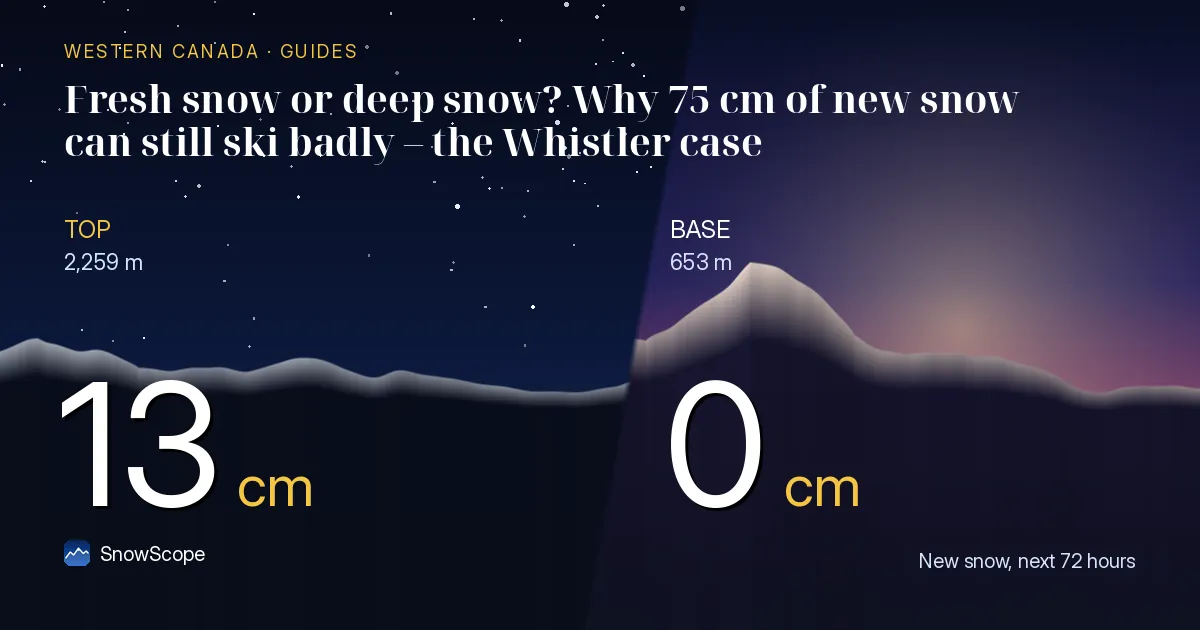 WESTERN CANADA · GUIDES
Fresh snow or deep snow? Why 75 cm of new snow
can still ski badly – the Whistler case
TOP
2,259 m
13 cm
BASE
653 m
0 cm
SnowScope
New snow, next 72 hours